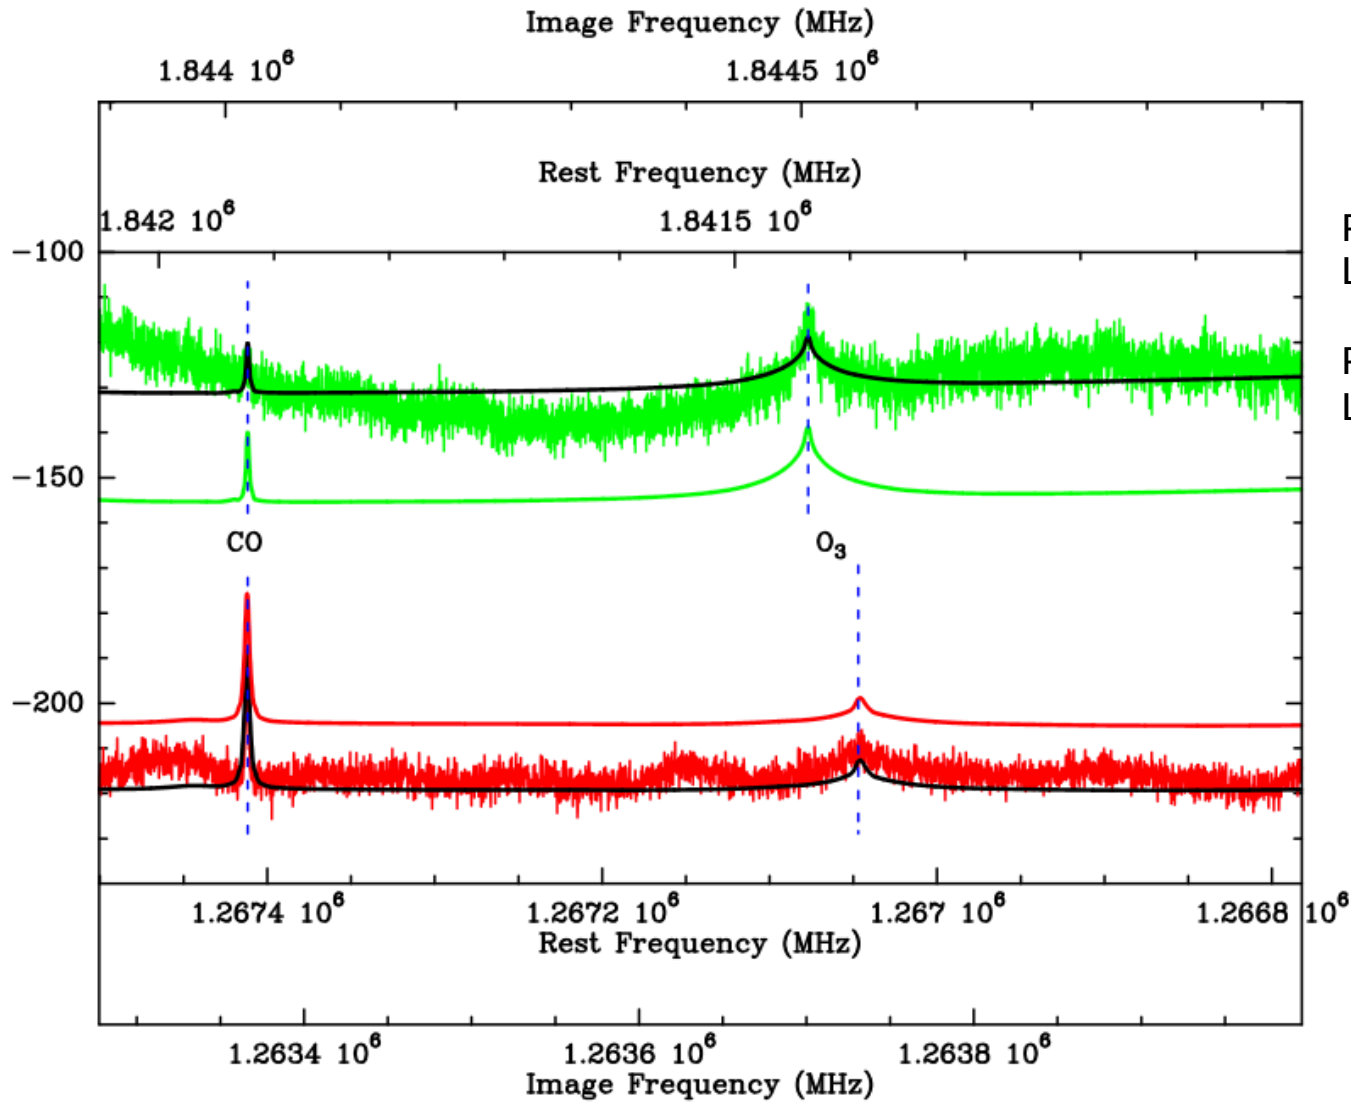 Image Frequency (MHz)
1.844 10⁶ 1.8445 10⁶
Rest Frequency (MHz)
1.842 10⁶ 1.8415 10⁶
−100
−150
CO O₃
−200
1.2674 10⁶ 1.2672 10⁶ 1.267 10⁶ 1.2668 10⁶
Rest Frequency (MHz)
1.2634 10⁶ 1.2636 10⁶ 1.2638 10⁶
Image Frequency (MHz)